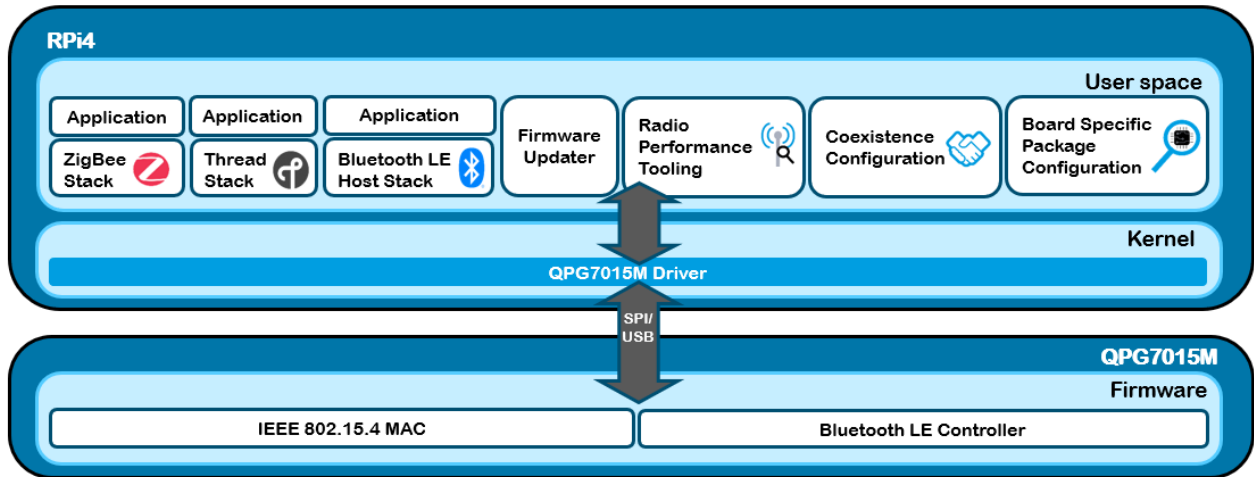 RPi4
User space
Application
Application
Application
ZigBee
Stack
Thread
Stack
Bluetooth LE
Host Stack
Firmware
Updater
Radio
Performance
Tooling
Coexistence
Configuration
Board Specific
Package
Configuration
Kernel
QPG7015M Driver
SPI/
USB
QPG7015M
Firmware
IEEE 802.15.4 MAC
Bluetooth LE Controller